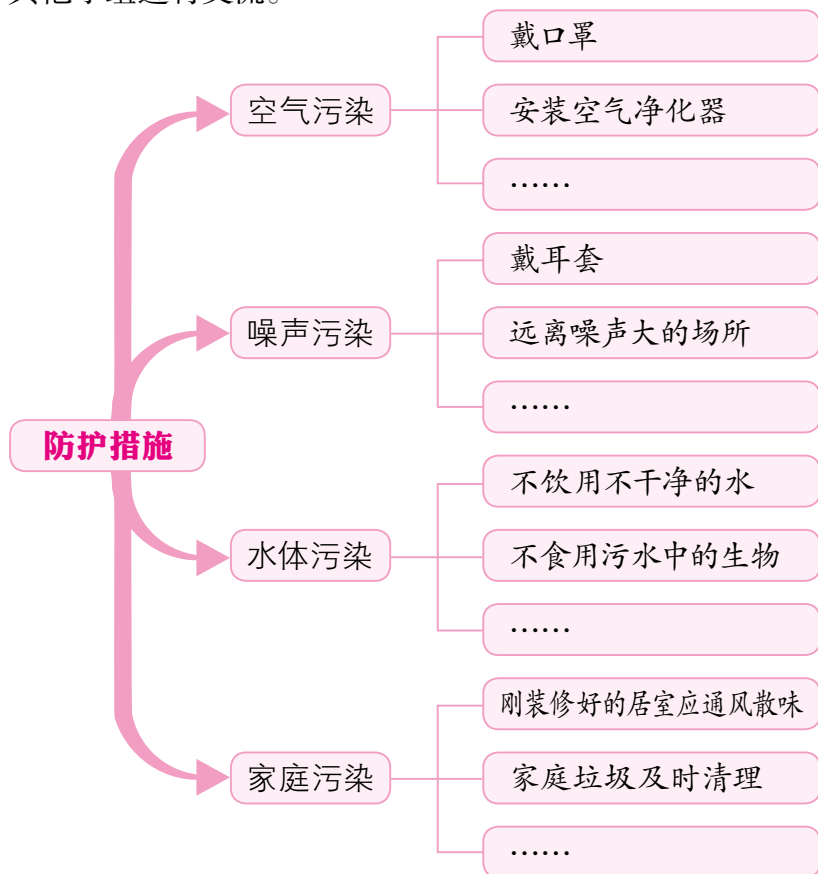 空气污染
戴口罩
安装空气净化器
……
噪声污染
戴耳套
远离噪声大的场所
……
防护措施
水体污染
不饮用不干净的水
不食用污水中的生物
……
家庭污染
刚装修好的居室应通风散味
家庭垃圾及时清理
……